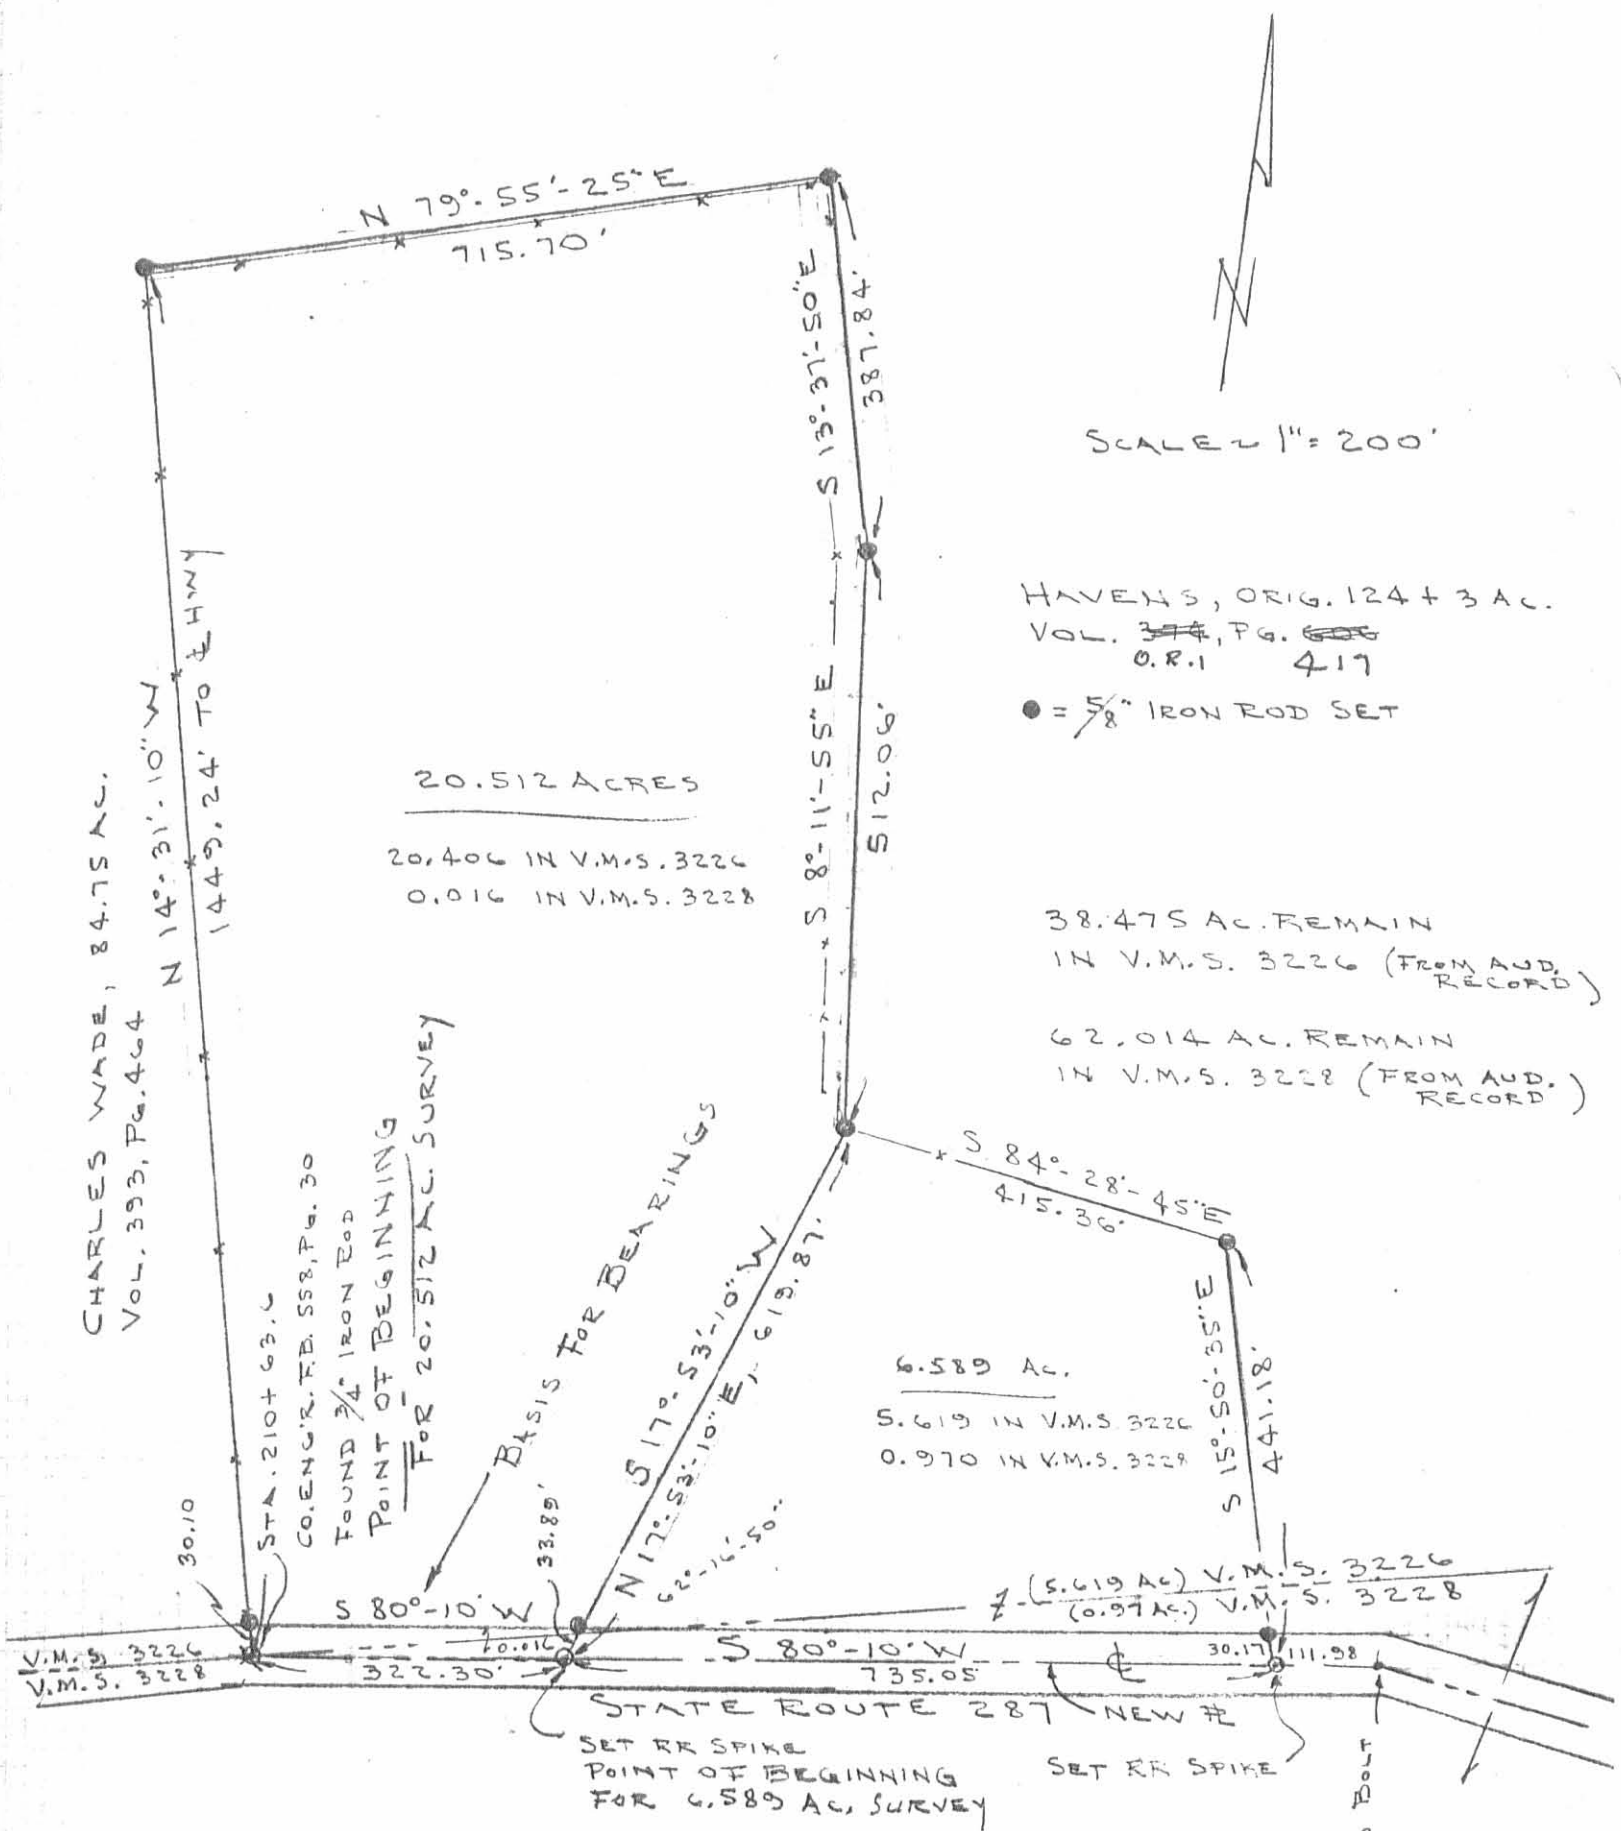 N 79°-55'-25" E
715.70'
S 13°-37'-50" E
387.84'
SCALE ~ 1" = 200'
HAVENS, ORIG. 124 + 3 AC.
VOL. 374, PG. 606
O.R.1 417
● = 5/8" IRON ROD SET
N 14°-31'-10" W
1449.24' TO ℄ HIWY
CHARLES WADE, 84.75 AC.
VOL. 393, PG. 464
S 8°-11'-55" E
512.06'
20.512 ACRES
20.406 IN V.M.S. 3226
0.016 IN V.M.S. 3228
38.475 AC. REMAIN
IN V.M.S. 3226 (FROM AUD.
RECORD)
62.014 AC. REMAIN
IN V.M.S. 3228 (FROM AUD.
RECORD)
S 84°-28'-45" E
415.36'
S 17°-53'-10" W
N 17°-53'-10" E, 619.87'
62°-16'-50"
S 15°-50'-35" E
441.18'
6.589 AC.
5.619 IN V.M.S. 3226
0.970 IN V.M.S. 3228
STA. 210+63.6
CO. ENG'R. F.B. 558, PG. 30
FOUND 3/4" IRON ROD
POINT OF BEGINNING
FOR 20.512 AC. SURVEY
BASIS FOR BEARINGS
30.10
33.89'
S 80°-10' W
0.016
322.30'
(5.619 AC) V.M.S. 3226
(0.97 AC.) V.M.S. 3228
V.M.S. 3226
V.M.S. 3228
S 80°-10' W
735.05'
℄
30.17
111.98
STATE ROUTE 287
NEW ℄
SET RR SPIKE
POINT OF BEGINNING
FOR 6.589 AC. SURVEY
SET RR SPIKE
BOLT